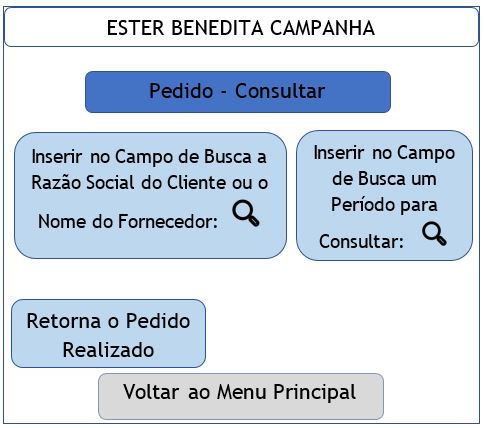 ESTER BENEDITA CAMPANHA
Pedido - Consultar
Inserir no Campo de Busca a
Razão Social do Cliente ou o
Nome do Fornecedor:
Inserir no Campo
de Busca um
Período para
Consultar:
Retorna o Pedido
Realizado
Voltar ao Menu Principal